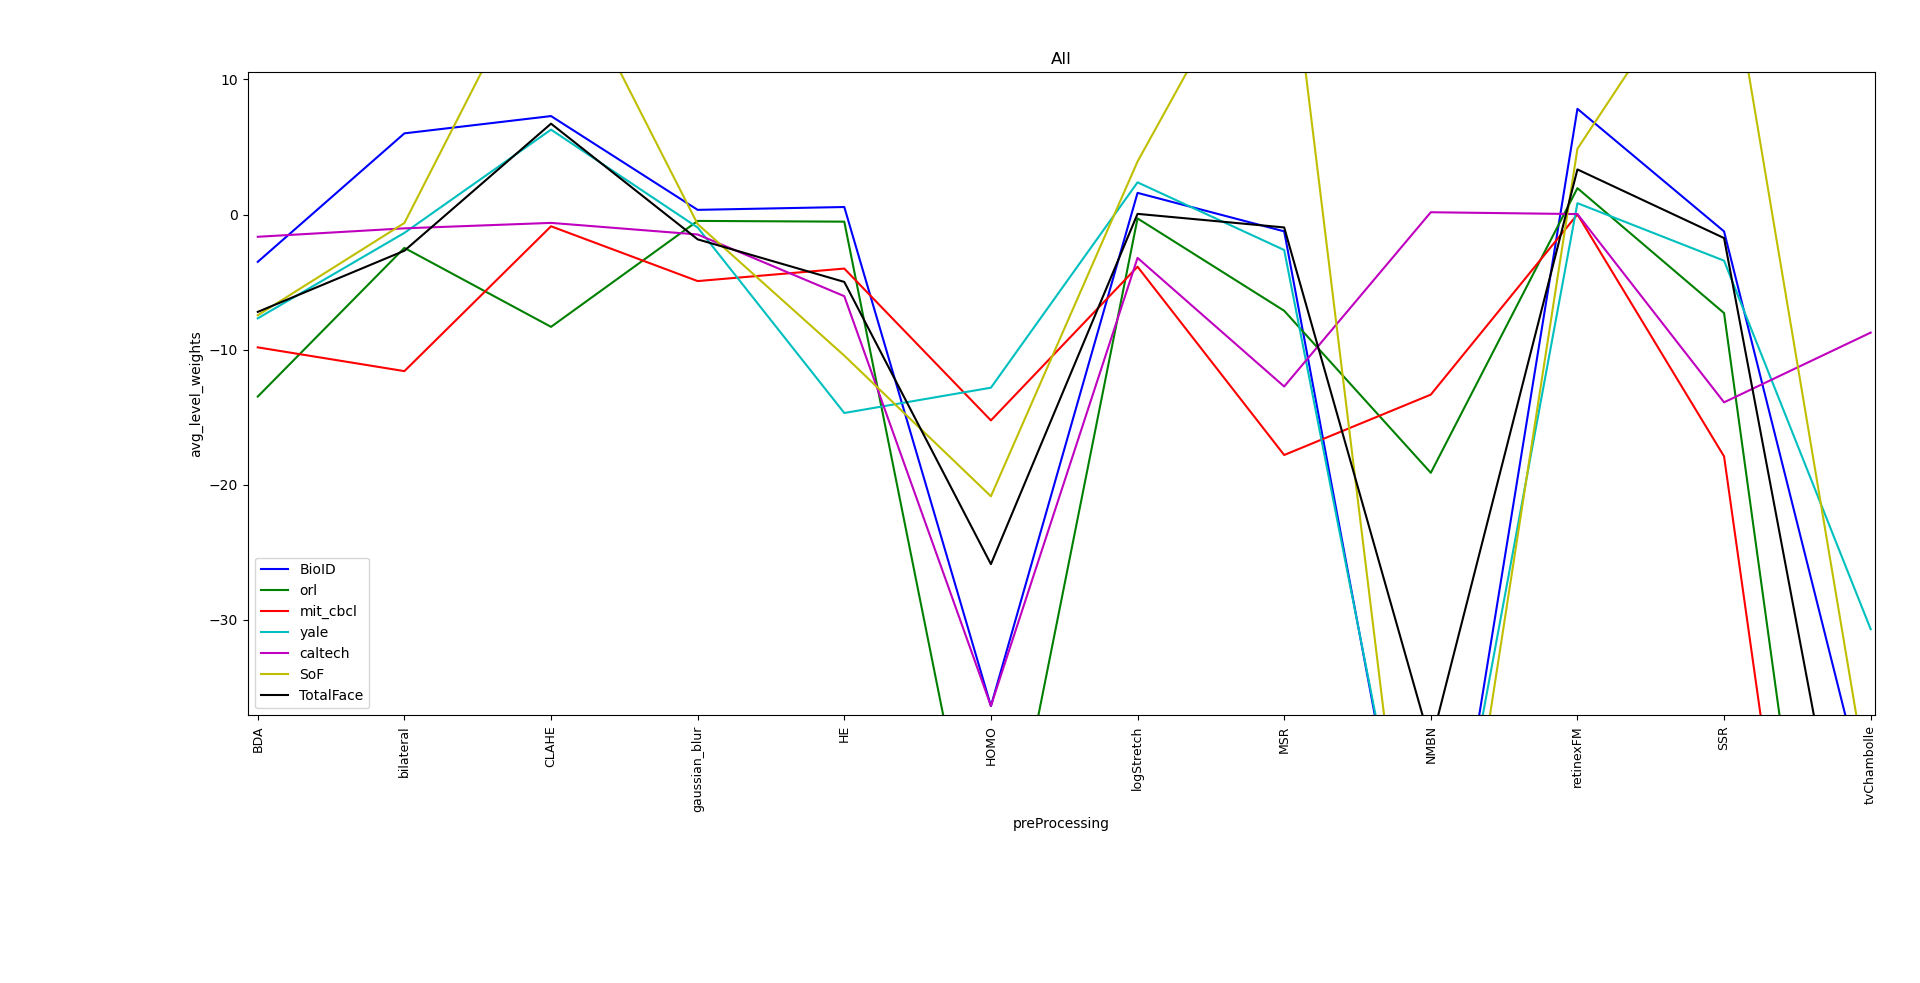 All
10
0
−10
−20
−30
avg_level_weights
BioID
orl
mit_cbcl
yale
caltech
SoF
TotalFace
BDA
bilateral
CLAHE
gaussian_blur
HE
HOMO
logStretch
MSR
NMBN
retinexFM
SSR
tvChambolle
preProcessing